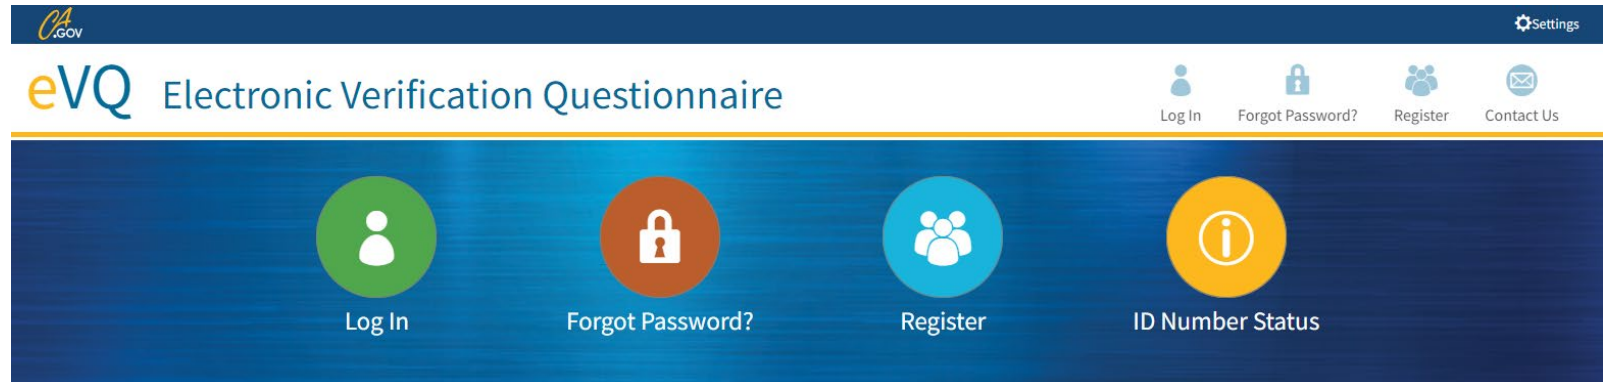 CA.GOV
Settings
eVQ Electronic Verification Questionnaire
Log In Forgot Password? Register Contact Us
Log In Forgot Password? Register ID Number Status